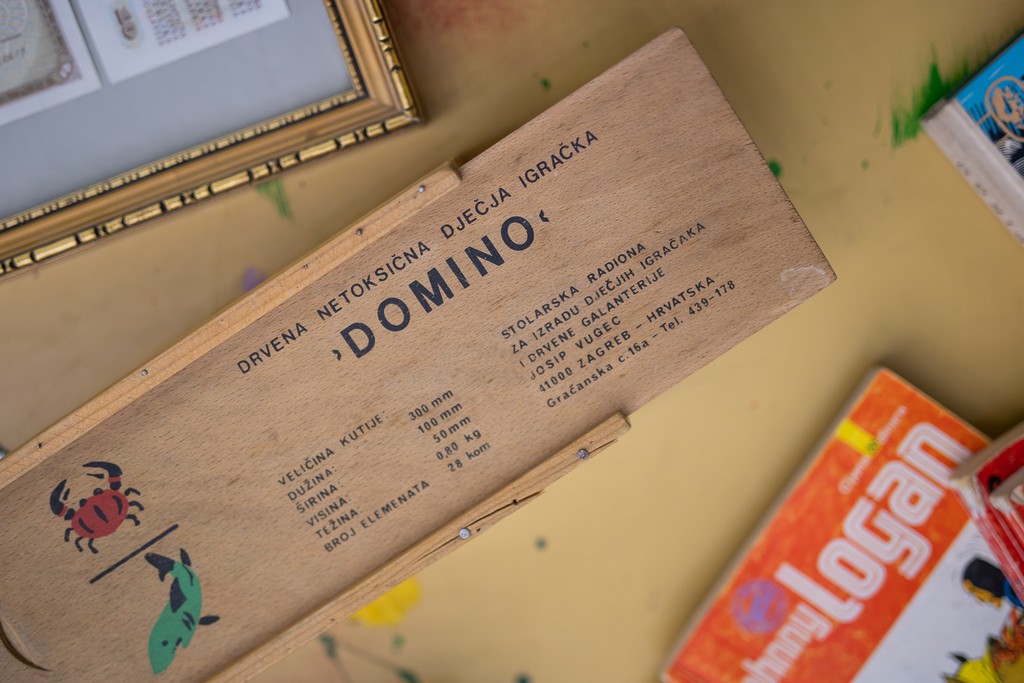 DRVENA NETOKSIČNA DJEČJA IGRAČKA
›DOMINO‹
STOLARSKA RADIONA
ZA IZRADU DJEČJIH IGRAČAKA
I DRVENE GALANTERIJE
JOSIP VUGEC
41000 ZAGREB – HRVATSKA
Gračanska c.16a – Tel. 439-178
VELIČINA KUTIJE
DUŽINA: 300 mm
ŠIRINA: 100 mm
VISINA: 50 mm
TEŽINA: 0,80 kg
BROJ ELEMENATA 28 kom
logan